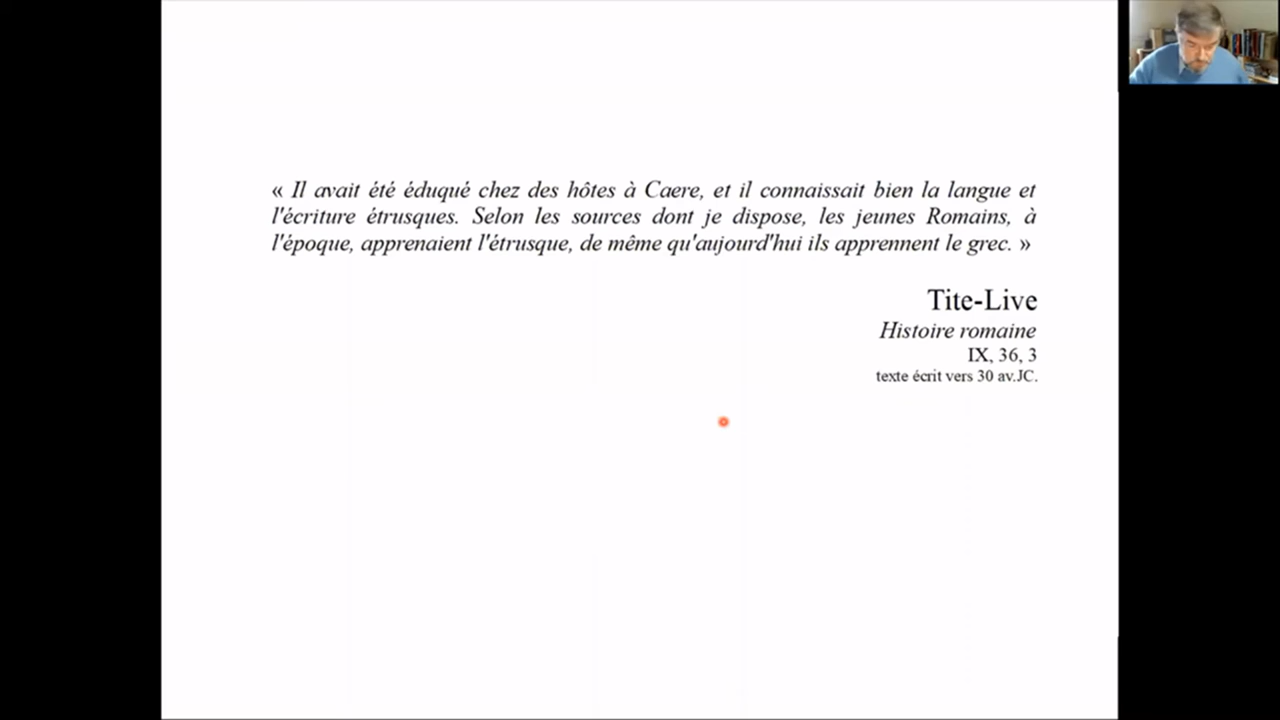 « Il avait été éduqué chez des hôtes à Caere, et il connaissait bien la langue et
l'écriture étrusques. Selon les sources dont je dispose, les jeunes Romains, à
l'époque, apprenaient l'étrusque, de même qu'aujourd'hui ils apprennent le grec. »
Tite-Live
Histoire romaine
IX, 36, 3
texte écrit vers 30 av.JC.